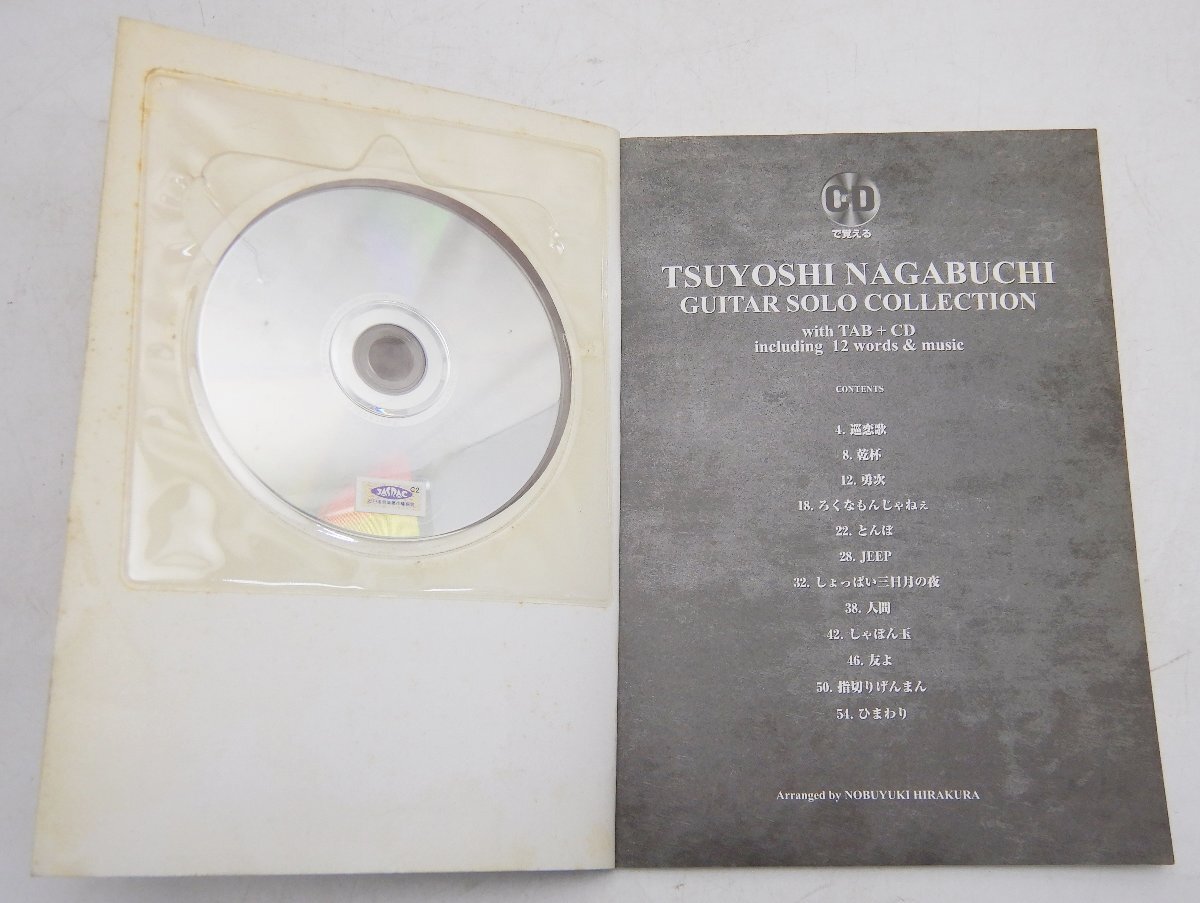 JASRAC
CD
で覚える
TSUYOSHI NAGABUCHI
GUITAR SOLO COLLECTION
with TAB + CD
including 12 words & music
CONTENTS
4. 巡恋歌
8. 乾杯
12. 勇次
18. ろくなもんじゃねぇ
22. とんぼ
28. JEEP
32. しょっぱい三日月の夜
38. 人間
42. しゃぼん玉
46. 友よ
50. 指切りげんまん
54. ひまわり
Arranged by NOBUYUKI HIRAKURA